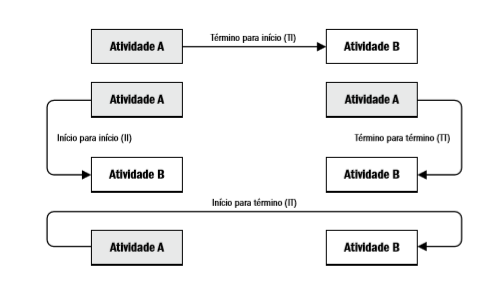 Término para início (TI)
Atividade A
Atividade B
Atividade A
Atividade A
Início para início (II)
Término para término (TT)
Atividade B
Atividade B
Início para término (IT)
Atividade A
Atividade B